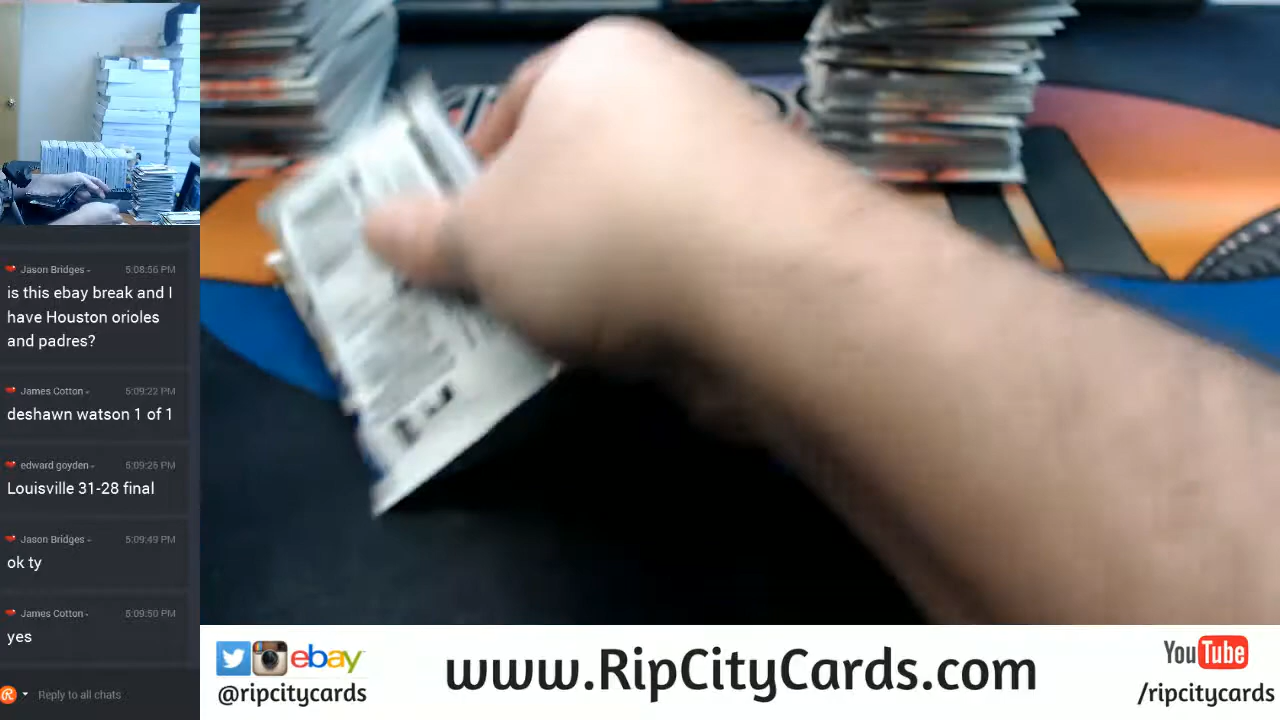 Jason Bridges 5:08:56 PM
is this ebay break and I
have Houston orioles
and padres?
James Cotton 5:09:22 PM
deshawn watson 1 of 1
edward goyden 5:09:26 PM
Louisville 31-28 final
Jason Bridges 5:09:49 PM
ok ty
James Cotton 5:09:50 PM
yes
Reply to all chats
ebay
@ripcitycards
www.RipCityCards.com
YouTube
/ripcitycards